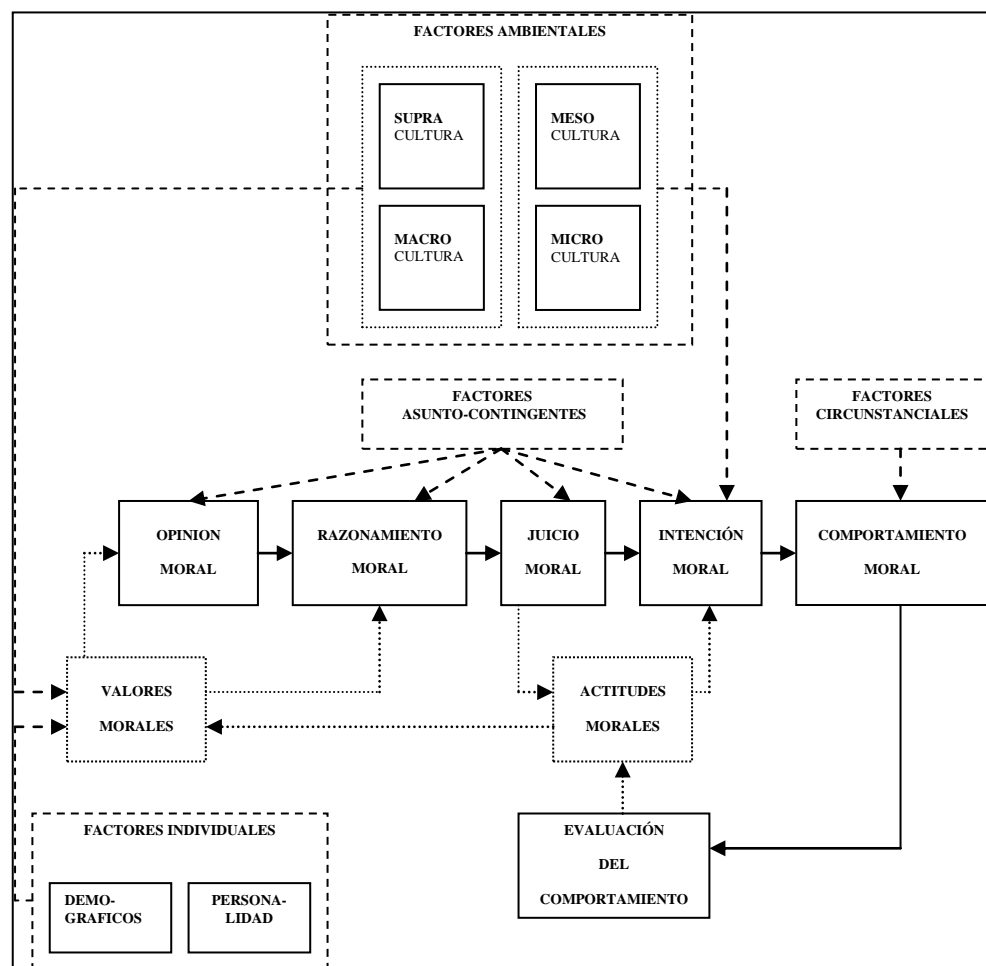 FACTORES AMBIENTALES
SUPRA
CULTURA
MESO
CULTURA
MACRO
CULTURA
MICRO
CULTURA
FACTORES
ASUNTO-CONTINGENTES
FACTORES
CIRCUNSTANCIALES
OPINION
MORAL
RAZONAMIENTO
MORAL
JUICIO
MORAL
INTENCIÓN
MORAL
COMPORTAMIENTO
MORAL
VALORES
MORALES
ACTITUDES
MORALES
FACTORES INDIVIDUALES
DEMO-
GRAFICOS
PERSONA-
LIDAD
EVALUACIÓN
DEL
COMPORTAMIENTO